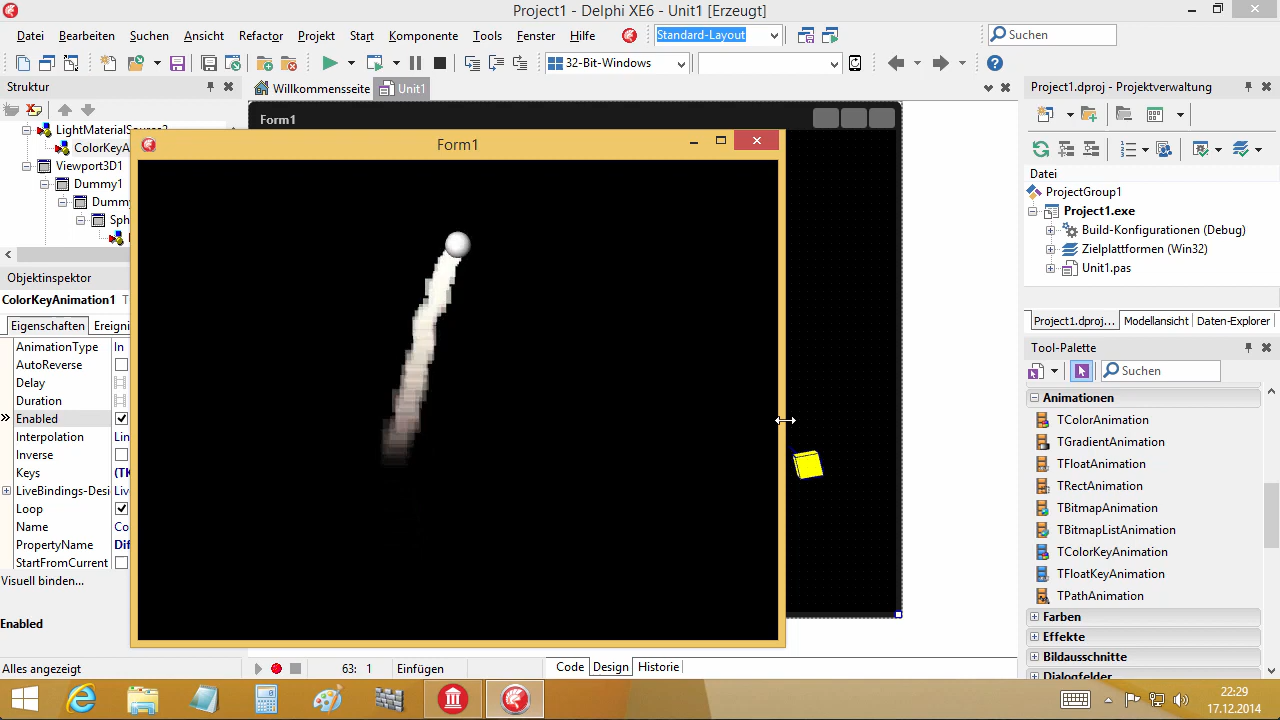 Project1 - Delphi XE6 - Unit1 [Erzeugt]
Datei Bearbeiten Suchen Ansicht Refactor Projekt Start Komponente Tools Fenster Hilfe Standard-Layout Suchen
32-Bit-Windows
Struktur
Willkommensseite Unit1
Project1.dproj - Projektverwaltung
Form1
LightMaterialSource2
ColorKeyA
Viewport3D1
Dummy1
Dumm
Sph
Form1
Datei
ProjectGroup1
Project1.exe
Build-Konfigurationen (Debug)
Zielplattformen (Win32)
Unit1.pas
Project1.dproj... Modellansicht Daten-Explorer
Objektinspektor
ColorKeyAnimation1 T
Eigenschaften Ereigni
AnimationType In
AutoReverse
Delay
Duration
Enabled
Interpolation Lin
Inverse
Keys (TK
LiveBindings-Desi Liv
Loop
Name Co
PropertyName Dif
StartFromCurrent
Visuell binden...
Enabled
Alles angezeigt
Tool-Palette
Suchen
Animationen
TColorAnimation
TGradientAnimation
TFloatAnimation
TRectAnimation
TBitmapAnimation
TBitmapListAnimation
TColorKeyAnimation
TFloatKeyAnimation
TPathAnimation
Farben
Effekte
Bildausschnitte
Dialogfelder
63: 1 Einfügen Code Design Historie
22:29
17.12.2014